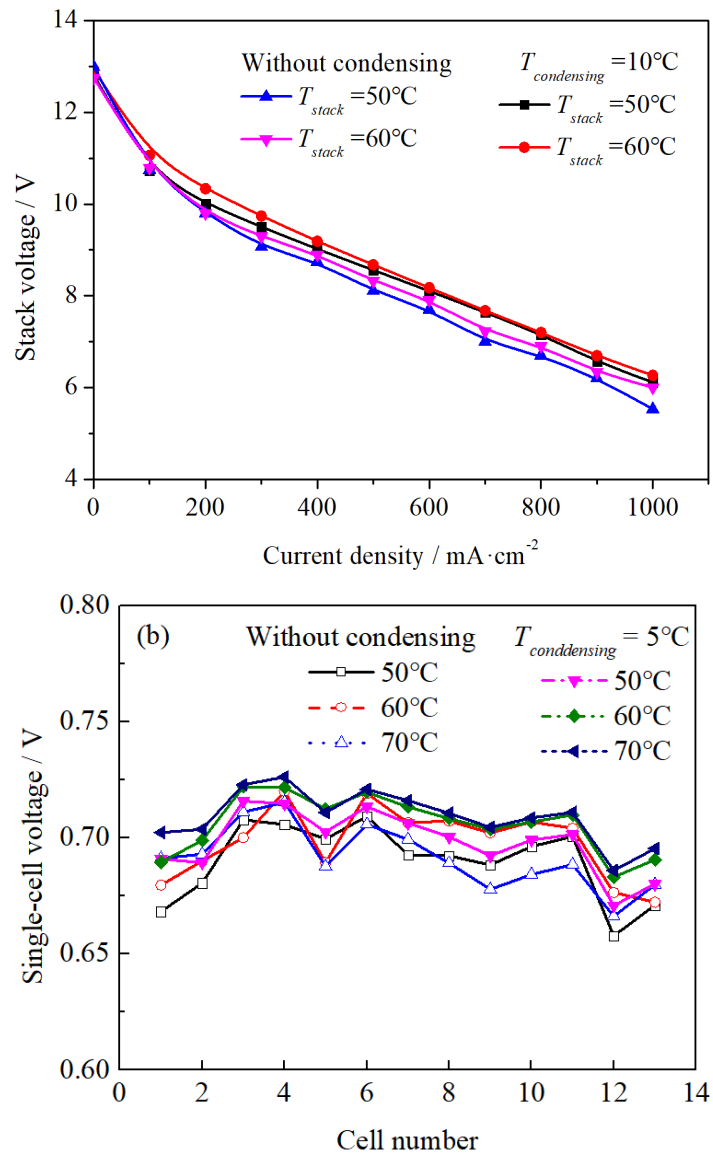 14
12
10
8
6
4
Stack voltage / V
Without condensing
T_stack =50°C
T_stack =60°C
T_condensing =10°C
T_stack =50°C
T_stack =60°C
0 200 400 600 800 1000
Current density / mA·cm⁻²
(b)
0.80
0.75
0.70
0.65
0.60
Single-cell voltage / V
Without condensing
50°C
60°C
70°C
T_conddensing = 5°C
50°C
60°C
70°C
0 2 4 6 8 10 12 14
Cell number